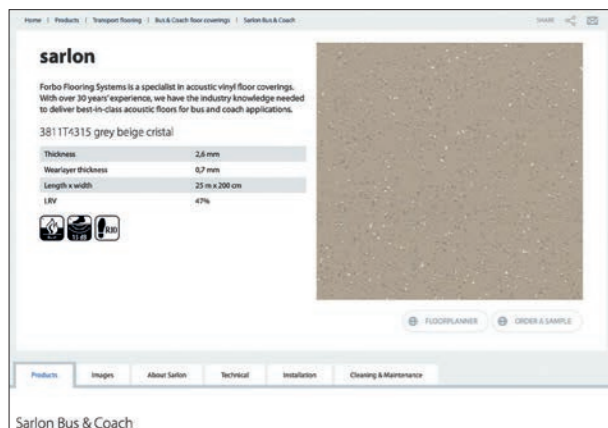 Home | Products | Transport flooring | Bus & Coach floor coverings | Sarlon Bus & Coach
SHARE
sarlon
Forbo Flooring Systems is a specialist in acoustic vinyl floor coverings.
With over 30 years' experience, we have the industry knowledge needed
to deliver best-in-class acoustic floors for bus and coach applications.
3811T4315 grey beige cristal
Thickness 2,6 mm
Wearlayer thickness 0,7 mm
Length x width 25 m x 200 cm
LRV 47%
R10
FLOORPLANNER
ORDER A SAMPLE
Products Images About Sarlon Technical Installation Cleaning & Maintenance
Sarlon Bus & Coach